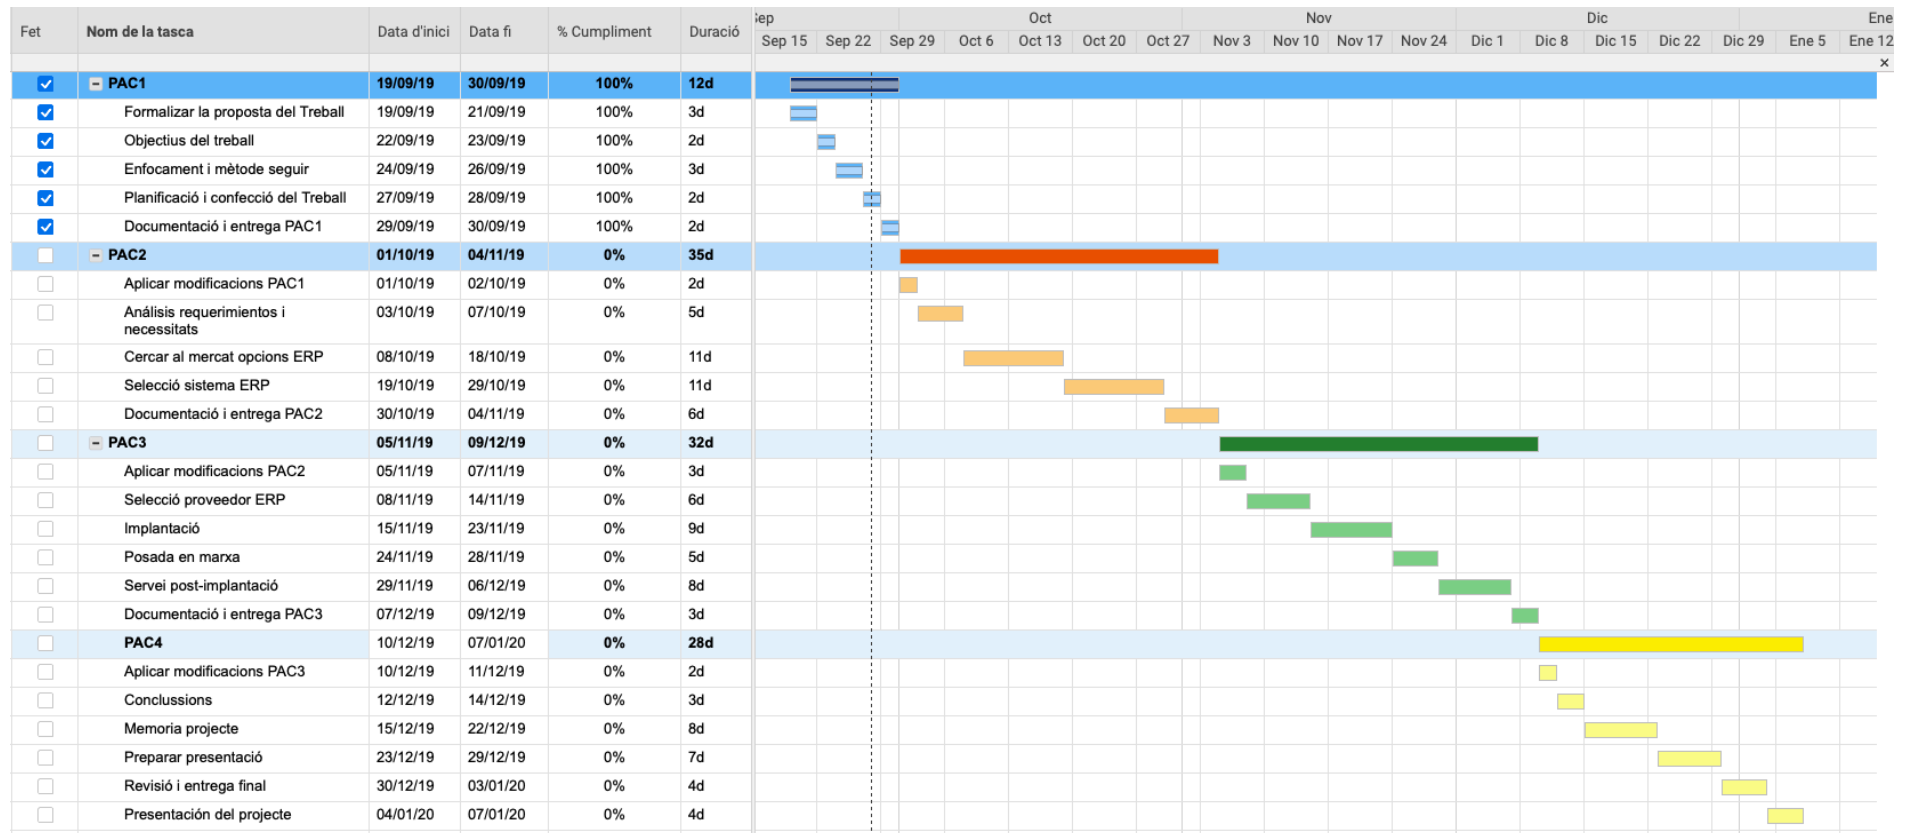 Sep Oct Nov Dic Ene
Fet Nom de la tasca Data d'inici Data fi % Cumpliment Duració
Sep 15 Sep 22 Sep 29 Oct 6 Oct 13 Oct 20 Oct 27 Nov 3 Nov 10 Nov 17 Nov 24 Dic 1 Dic 8 Dic 15 Dic 22 Dic 29 Ene 5 Ene 12
PAC1 19/09/19 30/09/19 100% 12d
Formalizar la proposta del Treball 19/09/19 21/09/19 100% 3d
Objectius del treball 22/09/19 23/09/19 100% 2d
Enfocament i mètode seguir 24/09/19 26/09/19 100% 3d
Planificació i confecció del Treball 27/09/19 28/09/19 100% 2d
Documentació i entrega PAC1 29/09/19 30/09/19 100% 2d
PAC2 01/10/19 04/11/19 0% 35d
Aplicar modificacions PAC1 01/10/19 02/10/19 0% 2d
Análisis requerimientos i 03/10/19 07/10/19 0% 5d
necessitats
Cercar al mercat opcions ERP 08/10/19 18/10/19 0% 11d
Selecció sistema ERP 19/10/19 29/10/19 0% 11d
Documentació i entrega PAC2 30/10/19 04/11/19 0% 6d
PAC3 05/11/19 09/12/19 0% 32d
Aplicar modificacions PAC2 05/11/19 07/11/19 0% 3d
Selecció proveedor ERP 08/11/19 14/11/19 0% 6d
Implantació 15/11/19 23/11/19 0% 9d
Posada en marxa 24/11/19 28/11/19 0% 5d
Servei post-implantació 29/11/19 06/12/19 0% 8d
Documentació i entrega PAC3 07/12/19 09/12/19 0% 3d
PAC4 10/12/19 07/01/20 0% 28d
Aplicar modificacions PAC3 10/12/19 11/12/19 0% 2d
Conclussions 12/12/19 14/12/19 0% 3d
Memoria projecte 15/12/19 22/12/19 0% 8d
Preparar presentació 23/12/19 29/12/19 0% 7d
Revisió i entrega final 30/12/19 03/01/20 0% 4d
Presentación del projecte 04/01/20 07/01/20 0% 4d